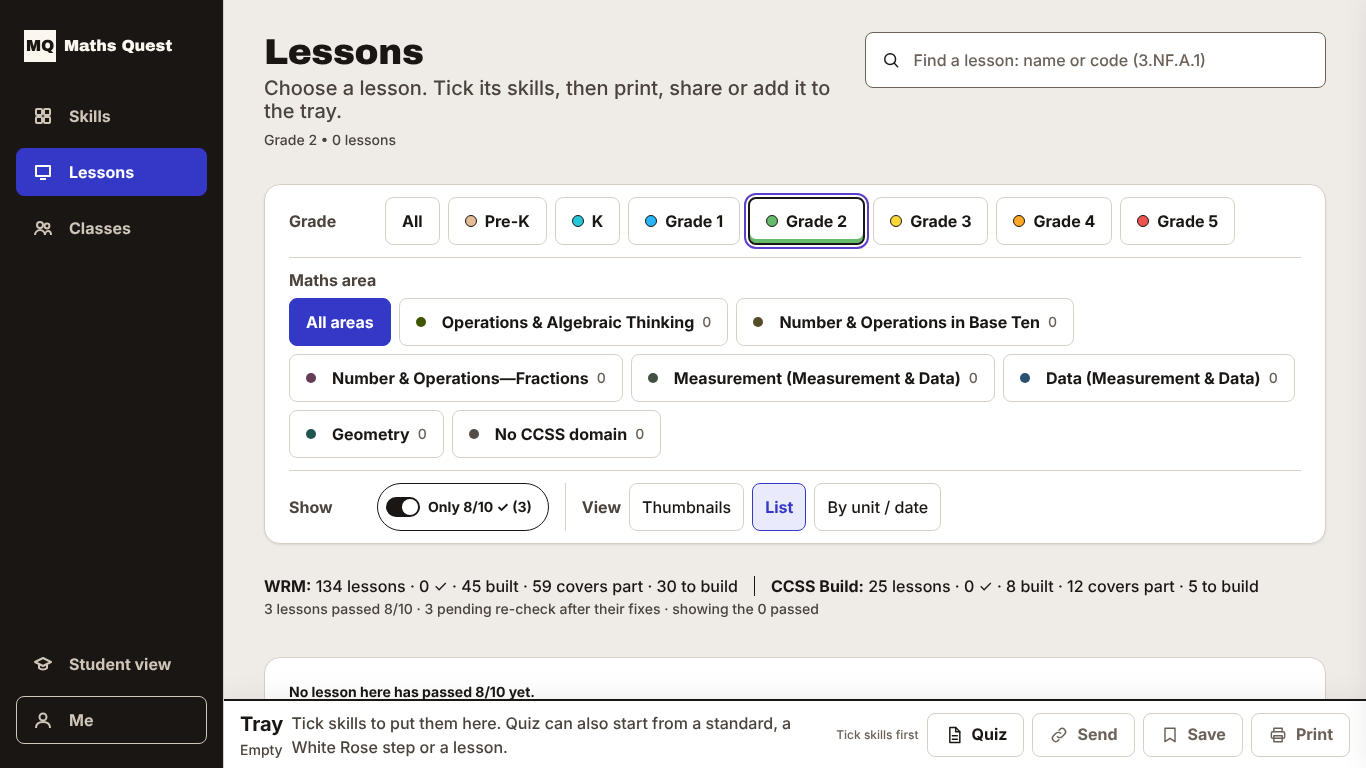 MQ Maths Quest
Skills
Lessons
Classes
Student view
Me
Lessons
Choose a lesson. Tick its skills, then print, share or add it to
the tray.
Grade 2 • 0 lessons
Find a lesson: name or code (3.NF.A.1)
Grade All Pre-K K Grade 1 Grade 2 Grade 3 Grade 4 Grade 5
Maths area
All areas Operations & Algebraic Thinking 0 Number & Operations in Base Ten 0
Number & Operations—Fractions 0 Measurement (Measurement & Data) 0 Data (Measurement & Data) 0
Geometry 0 No CCSS domain 0
Show Only 8/10 ✓ (3) View Thumbnails List By unit / date
WRM: 134 lessons · 0 ✓ · 45 built · 59 covers part · 30 to build CCSS Build: 25 lessons · 0 ✓ · 8 built · 12 covers part · 5 to build
3 lessons passed 8/10 · 3 pending re-check after their fixes · showing the 0 passed
No lesson here has passed 8/10 yet.
Tray Tick skills to put them here. Quiz can also start from a standard, a
Empty White Rose step or a lesson.
Tick skills first Quiz Send Save Print